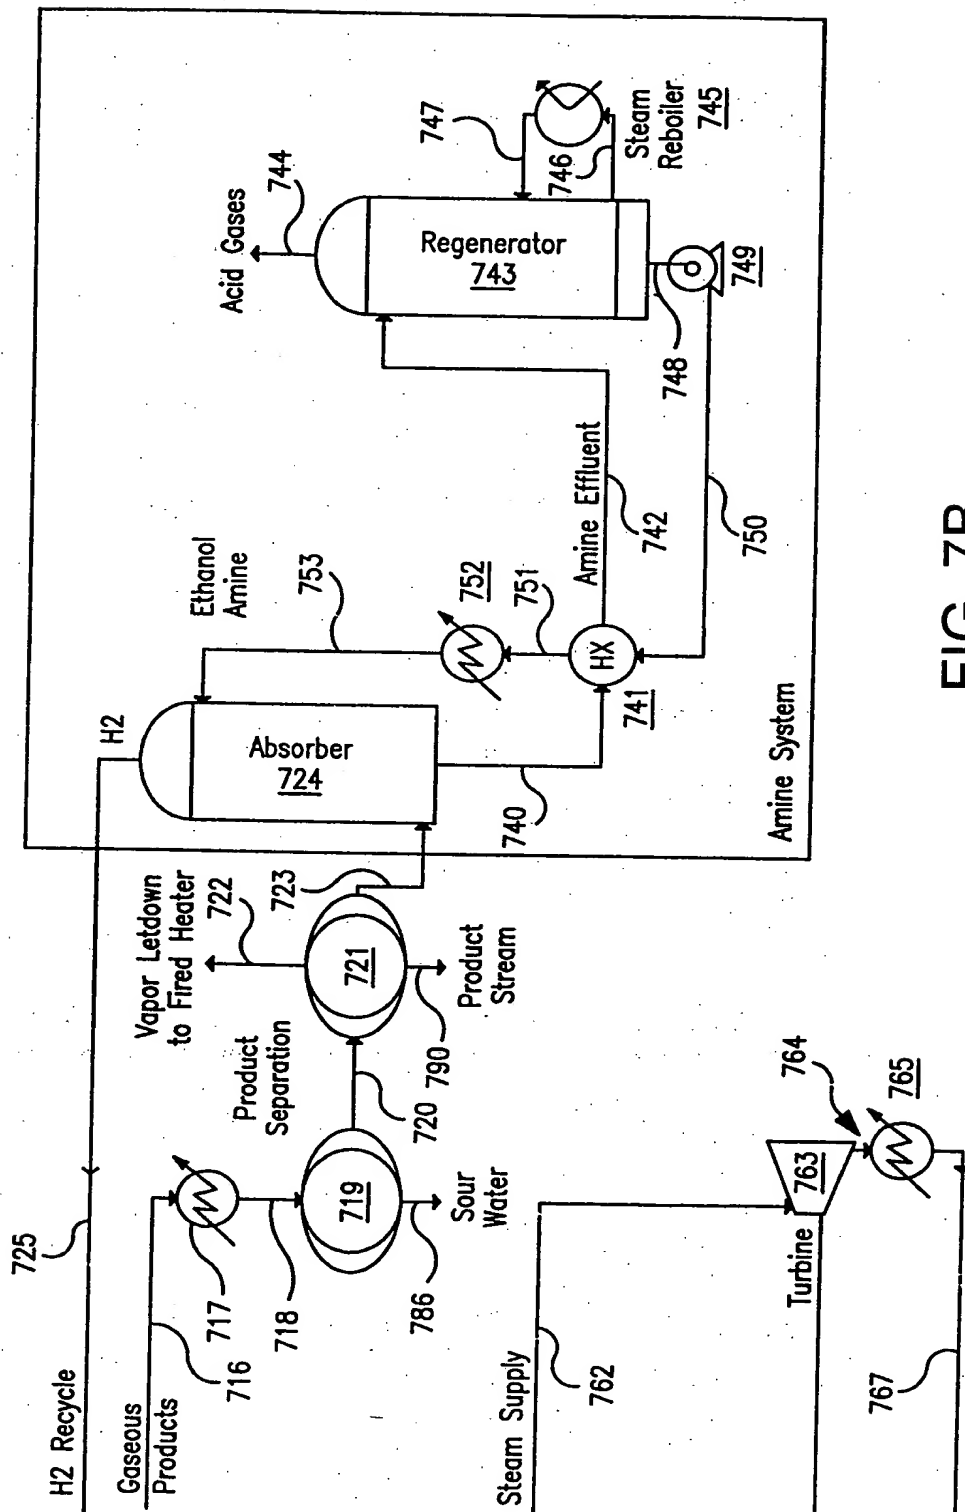 H2 Recycle
725
Gaseous
Products
716
717
718
719
Sour
Water
786
Product
Separation
720
Vapor Letdown
to Fired Heater
722
721
723
790
Product
Stream
H2
Absorber
724
740
Ethanol
Amine
753
752
751
HX
741
Amine Effluent
742
Acid Gases
744
Regenerator
743
747
746
Steam
Reboiler
745
748
749
750
Amine System
Steam Supply
762
Turbine
763
764
765
767
FIG. 7B